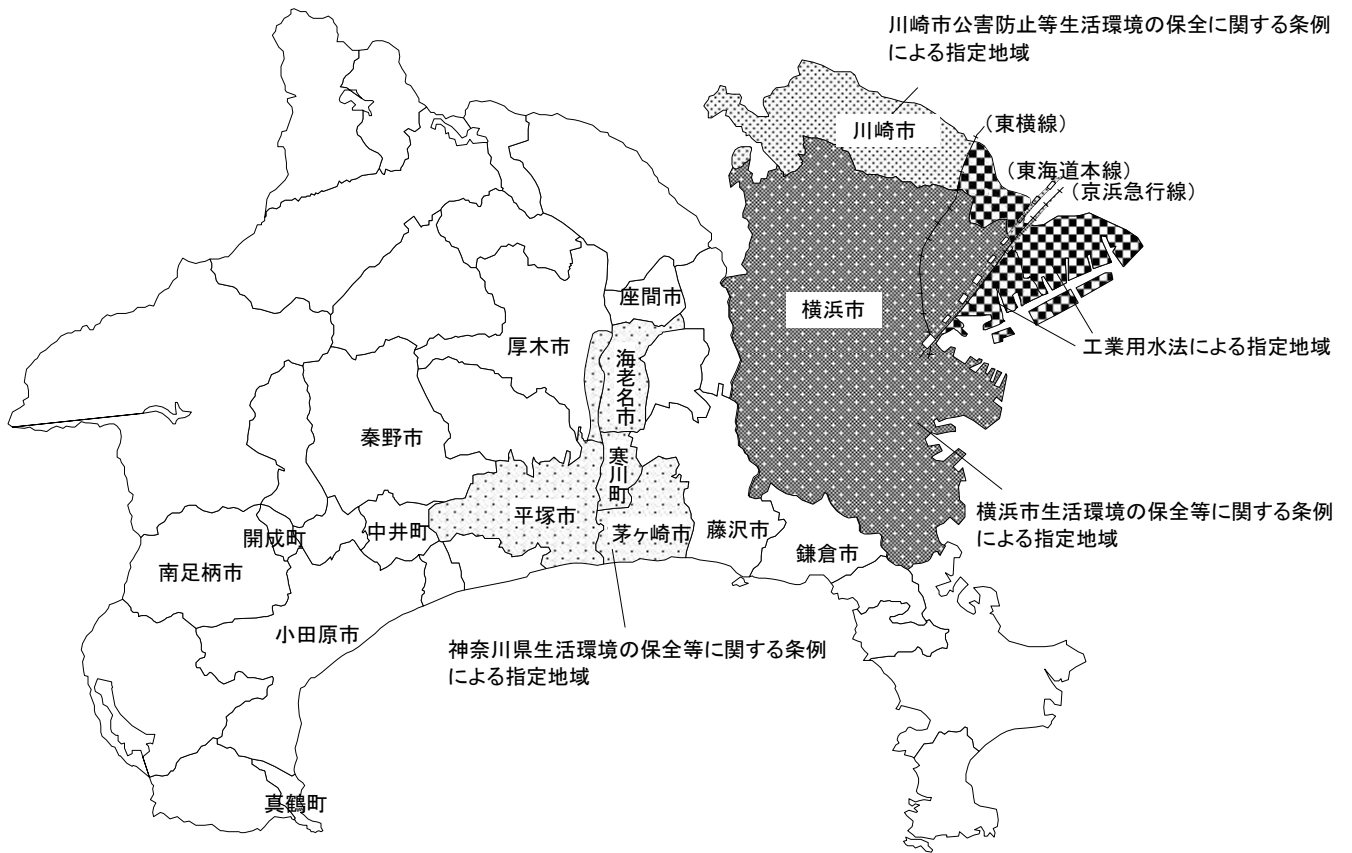 川崎市公害防止等生活環境の保全に関する条例
による指定地域
川崎市
(東横線)
(東海道本線)
(京浜急行線)
座間市
横浜市
厚木市
工業用水法による指定地域
海老名市
秦野市
寒川町
平塚市
横浜市生活環境の保全等に関する条例
による指定地域
開成町
中井町
茅ヶ崎市
藤沢市
鎌倉市
南足柄市
小田原市
神奈川県生活環境の保全等に関する条例
による指定地域
真鶴町